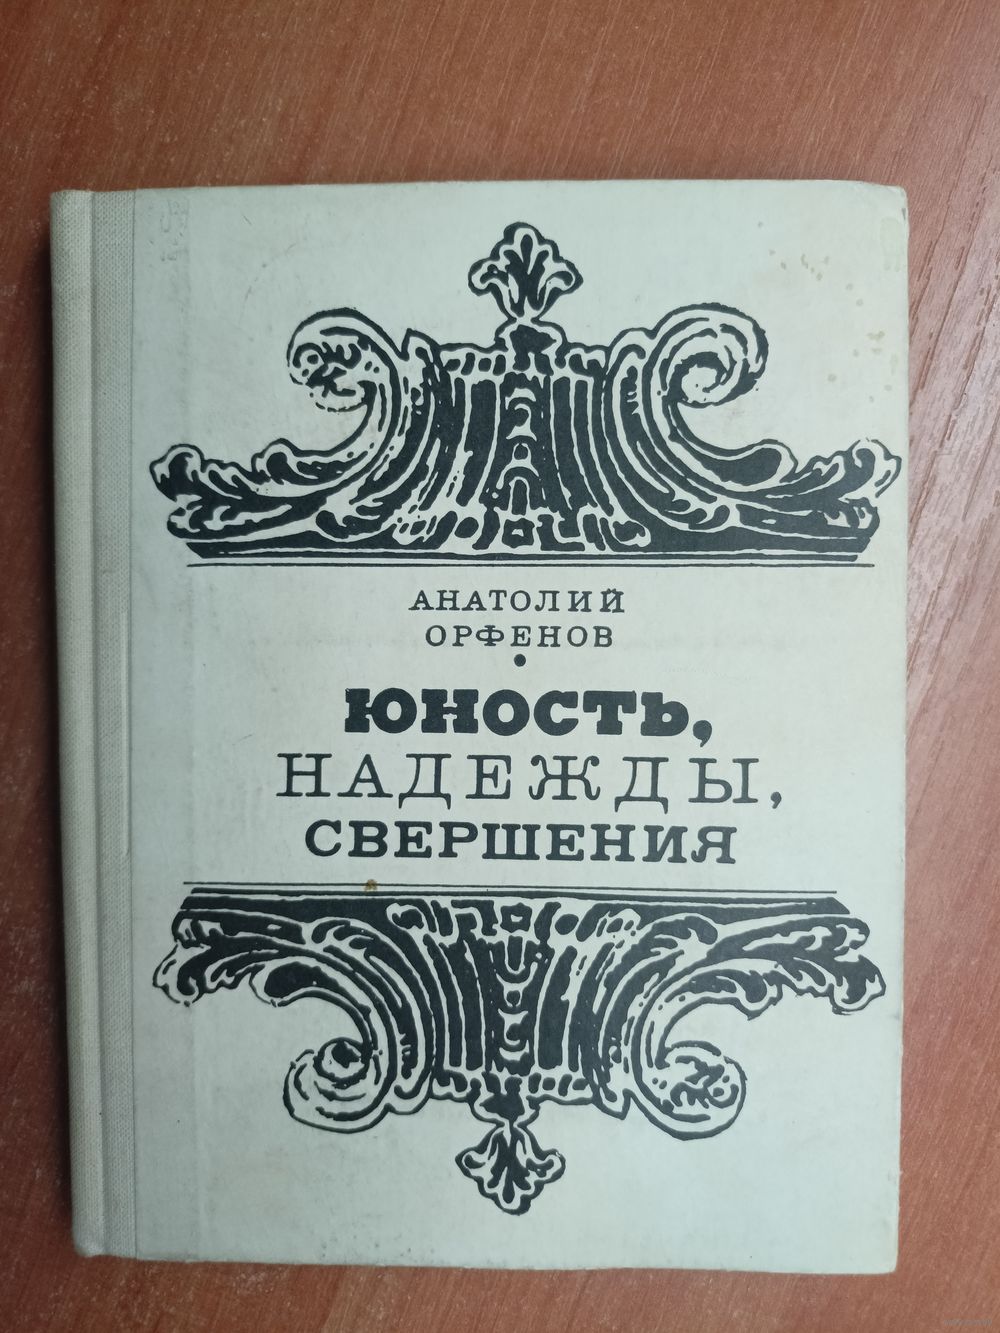 АНАТОЛИЙ
ОРФЕНОВ
ЮНОСТЬ,
НАДЕЖДЫ,
СВЕРШЕНИЯ